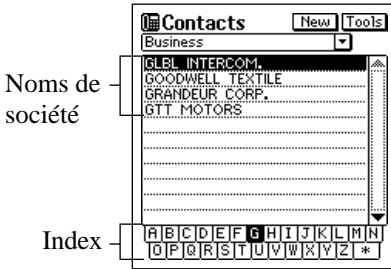 Contacts New Tools
Business
GLBL INTERCOM.
GOODWELL TEXTILE
GRANDEUR CORP.
GTT MOTORS
Noms de
société
Index
A B C D E F G H I J K L M N
O P Q R S T U V W X Y Z *